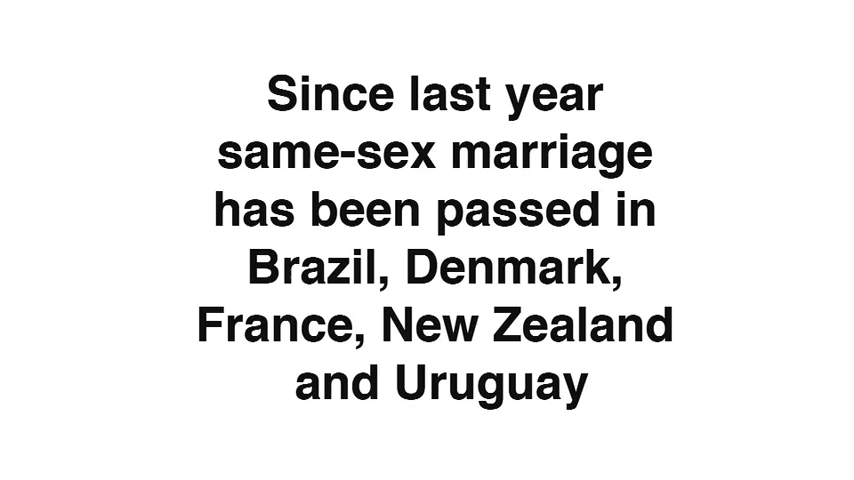 Since last year
same-sex marriage
has been passed in
Brazil, Denmark,
France, New Zealand
and Uruguay